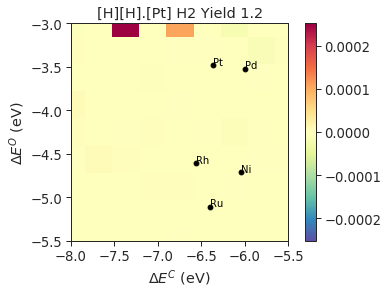 [H][H].[Pt] H2 Yield 1.2
−3.0
−3.5
−4.0
−4.5
−5.0
−5.5
ΔE^O (eV)
Pt
Pd
Rh
Ni
Ru
−8.0 −7.5 −7.0 −6.5 −6.0 −5.5
ΔE^C (eV)
0.0002
0.0001
0.0000
−0.0001
−0.0002